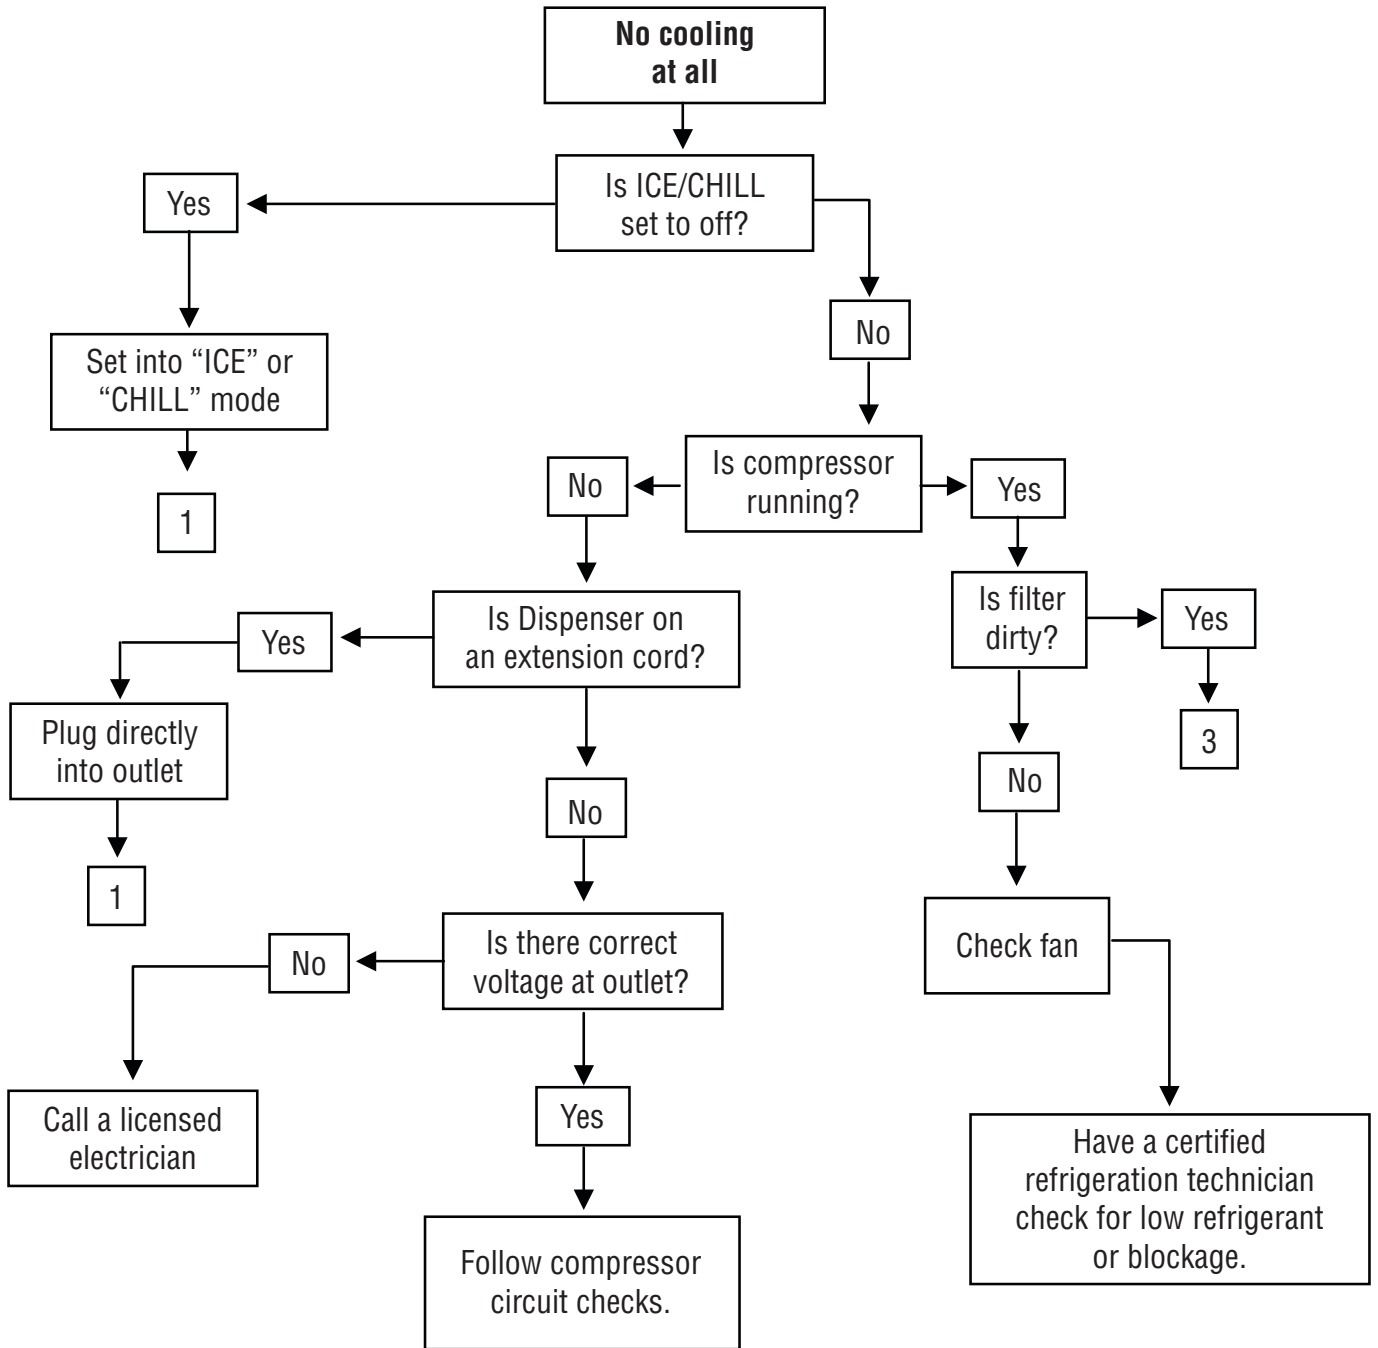 No cooling
at all
Is ICE/CHILL
set to off?
Yes
No
Set into “ICE” or
“CHILL” mode
1
Is compressor
running?
No
Yes
Is Dispenser on
an extension cord?
Is filter
dirty?
Yes
Yes
Plug directly
into outlet
3
No
No
1
Is there correct
voltage at outlet?
Check fan
No
Yes
Call a licensed
electrician
Have a certified
refrigeration technician
check for low refrigerant
or blockage.
Follow compressor
circuit checks.